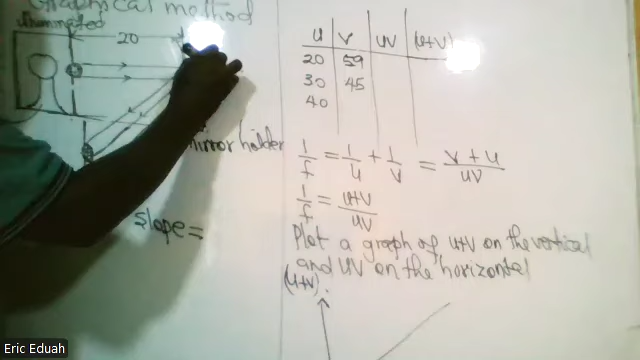 Graphical method
illuminated
20
mirror holder
slope =
u v uv (u+v)
20 59
30 45
40
1/f = 1/u + 1/v = v + u / uv
1/f = u+v / uv
Plot a graph of u+v on the vertical
and uv on the horizontal
(u+v).
Eric Eduah